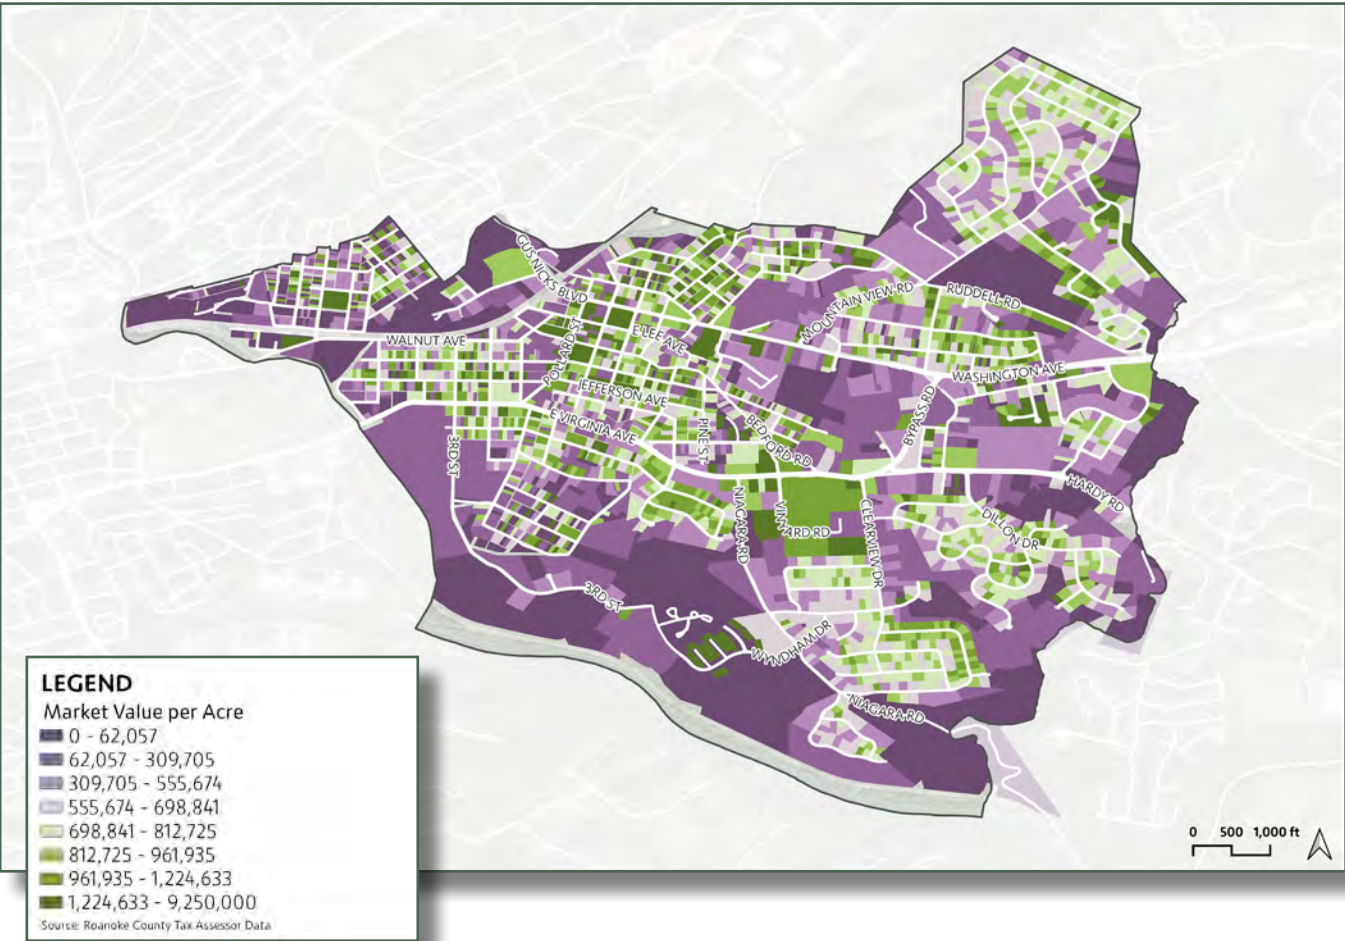 GUS NICKS BLVD
WALNUT AVE
POLLARD ST
E LEE AVE
MOUNTAIN VIEW RD
RUDDELL RD
WASHINGTON AVE
JEFFERSON AVE
E VIRGINIA AVE
PINE ST
BEDFORD RD
BYPASS RD
3RD ST
HARDY RD
NIAGARA RD
CLEARVIEW DR
DILLON DR
3RD ST
WYNDHAM DR
NIAGARA RD
LEGEND
Market Value per Acre
0 - 62,057
62,057 - 309,705
309,705 - 555,674
555,674 - 698,841
698,841 - 812,725
812,725 - 961,935
961,935 - 1,224,633
1,224,633 - 9,250,000
Source: Roanoke County Tax Assessor Data
0 500 1,000 ft